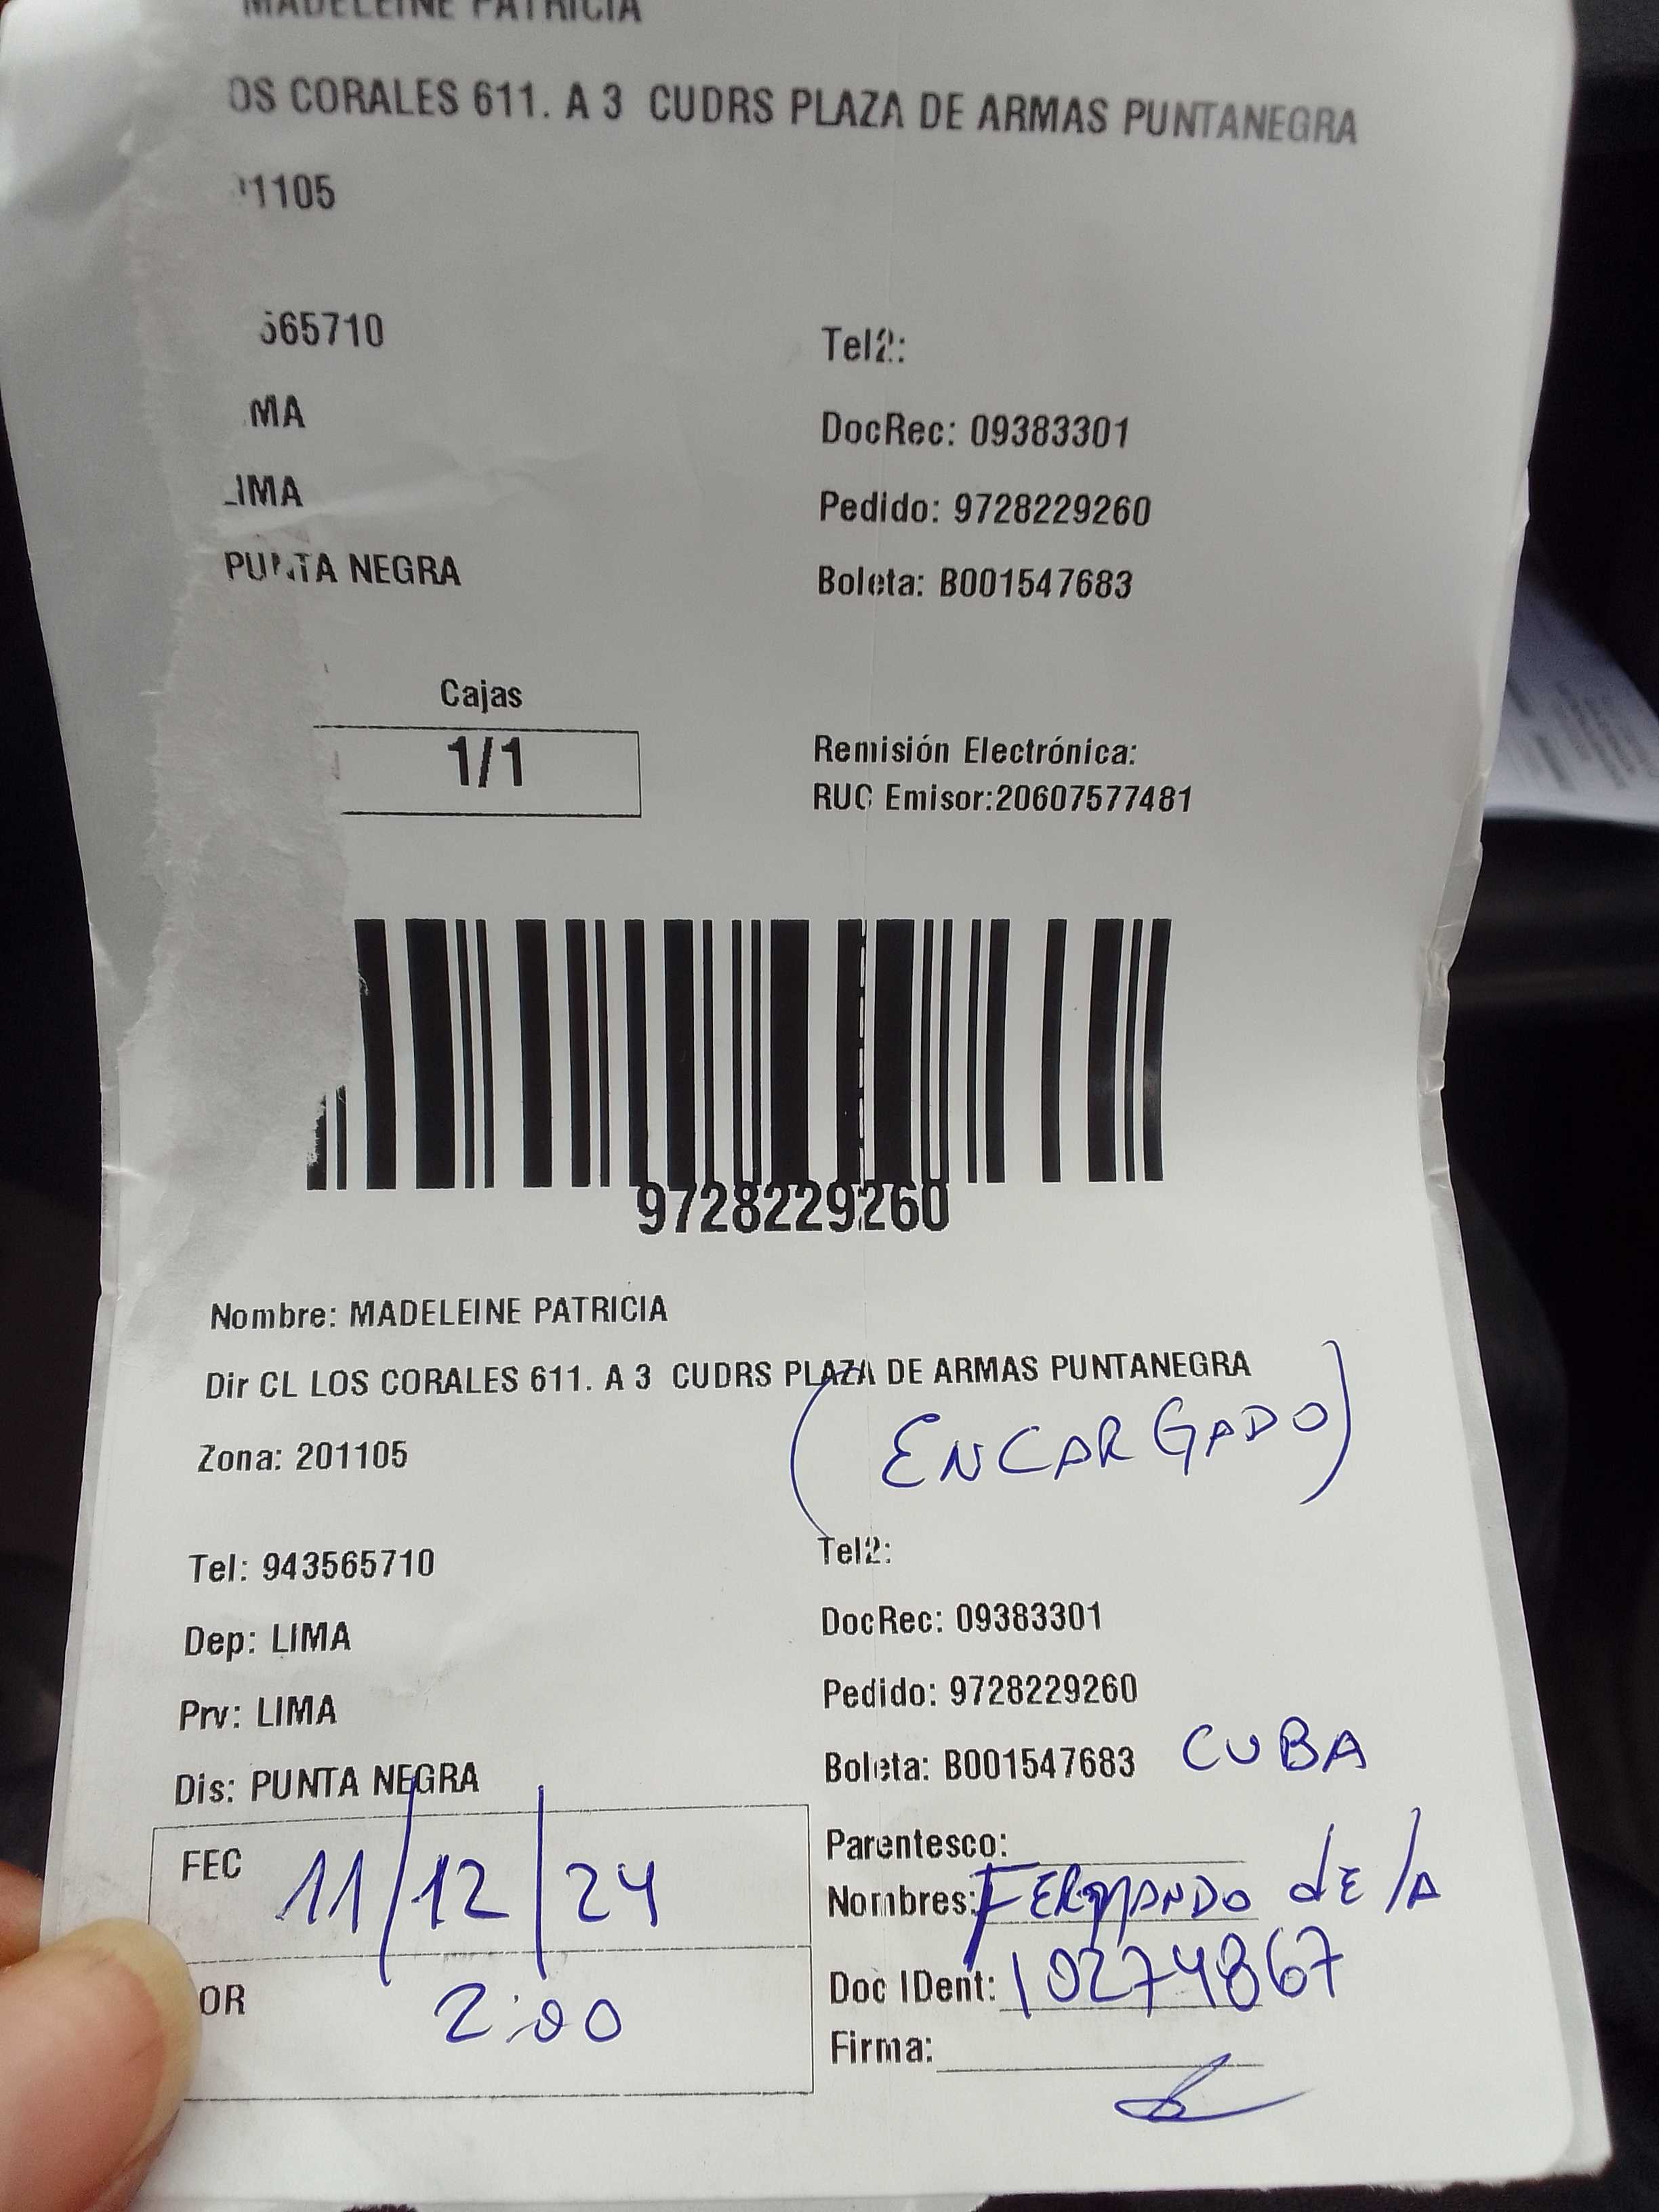 MADELEINE PATRICIA
OS CORALES 611. A 3 CUDRS PLAZA DE ARMAS PUNTANEGRA
1105
565710
Tel2:
MA
DocRec: 09383301
LIMA
Pedido: 9728229260
PUNTA NEGRA
Boleta: B001547683
Cajas
1/1
Remisión Electrónica:
RUC Emisor:20607577481
9728229260
Nombre: MADELEINE PATRICIA
Dir CL LOS CORALES 611. A 3 CUDRS PLAZA DE ARMAS PUNTANEGRA
(ENCARGADO)
Zona: 201105
Tel: 943565710
Tel2:
Dep: LIMA
DocRec: 09383301
Prv: LIMA
Pedido: 9728229260
Dis: PUNTA NEGRA
Boleta: B001547683 CUBA
FEC 11/12/24
Parentesco:
Nombres: FERMANDO dE lA
OR 2:00
Doc IDent: 10274867
Firma: